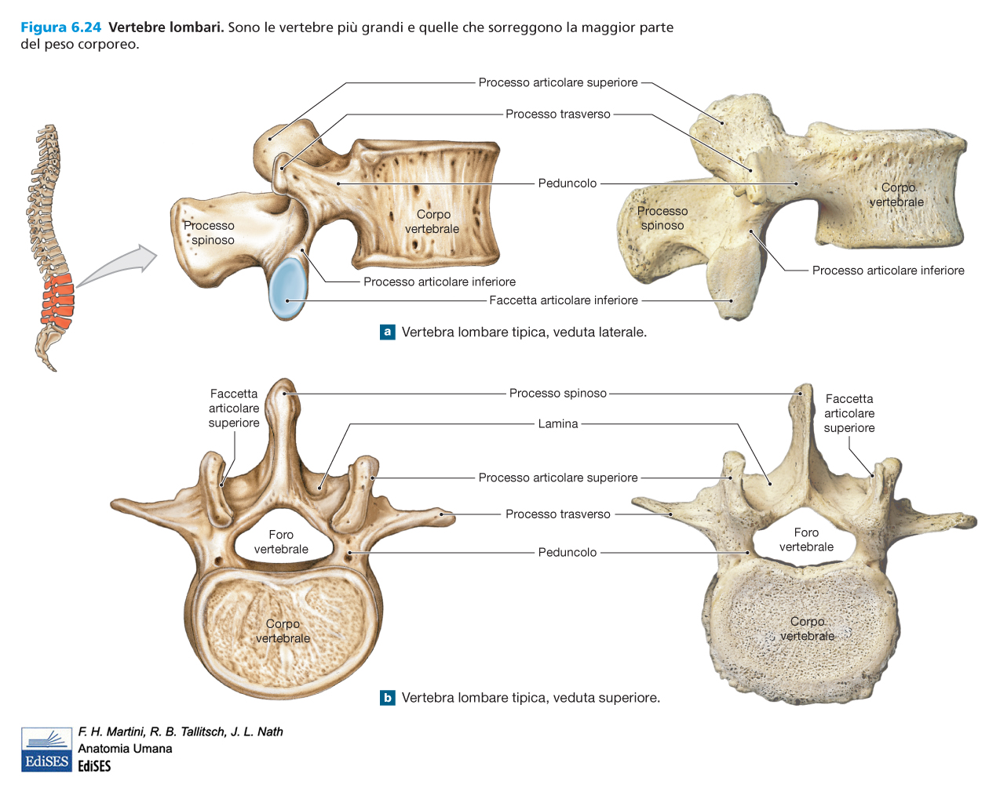 Figura 6.24 Vertebre lombari. Sono le vertebre più grandi e quelle che sorreggono la maggior parte
del peso corporeo.
Processo articolare superiore
Processo trasverso
Peduncolo
Processo
spinoso
Corpo
vertebrale
Processo
spinoso
Corpo
vertebrale
Processo articolare inferiore
Processo articolare inferiore
Faccetta articolare inferiore
a Vertebra lombare tipica, veduta laterale.
Faccetta
articolare
superiore
Processo spinoso
Faccetta
articolare
superiore
Lamina
Processo articolare superiore
Processo trasverso
Foro
vertebrale
Foro
vertebrale
Peduncolo
Corpo
vertebrale
Corpo
vertebrale
b Vertebra lombare tipica, veduta superiore.
F. H. Martini, R. B. Tallitsch, J. L. Nath
Anatomia Umana
EdiSES
EdiSES